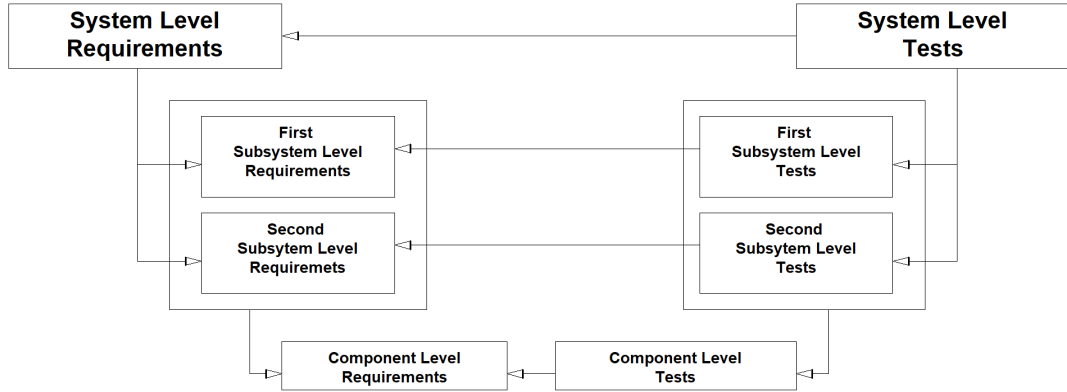 System Level
Requirements
System Level
Tests
First
Subsystem Level
Requirements
First
Subsystem Level
Tests
Second
Subsytem Level
Requiremets
Second
Subsytem Level
Tests
Component Level
Requirements
Component Level
Tests